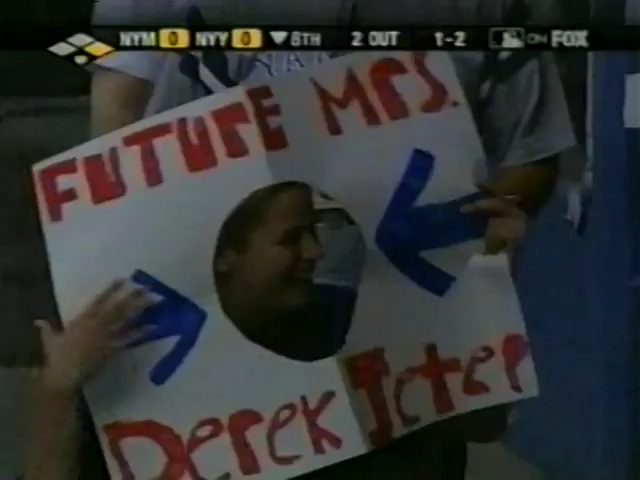 NYM 0 NYY 0 ▼ 6TH 2 OUT 1-2 ON FOX
FUTURE Mrs.
Derek Jeter